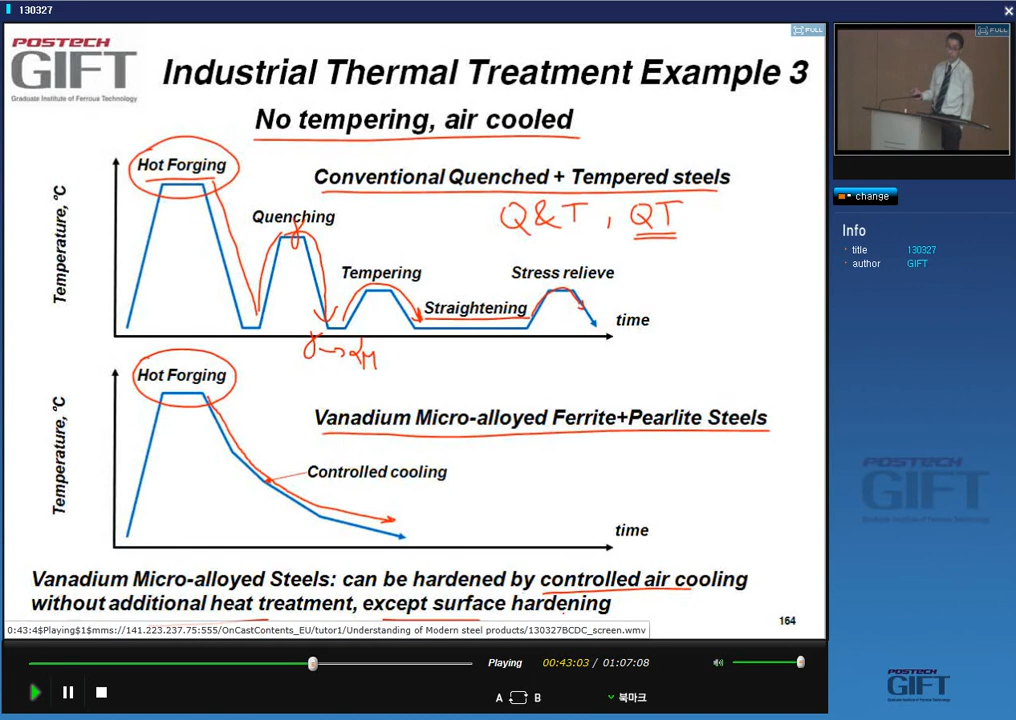 130327
POSTECH
GIFT
Graduate Institute of Ferrous Technology
FULL
Industrial Thermal Treatment Example 3
No tempering, air cooled
Temperature, °C
Hot Forging
Conventional Quenched + Tempered steels
Q&T , QT
Quenching
γ
Tempering
Straightening
Stress relieve
time
γ→αM
Temperature, °C
Hot Forging
Vanadium Micro-alloyed Ferrite+Pearlite Steels
Controlled cooling
time
Vanadium Micro-alloyed Steels: can be hardened by controlled air cooling
without additional heat treatment, except surface hardening
164
0:43:4$Playing$1$mms://141.223.237.75:555/OnCastContents_EU/tutor1/Understanding of Modern steel products/130327BCDC_screen.wmv
FULL
change
Info
title 130327
author GIFT
POSTECH
GIFT
Playing 00:43:03 / 01:07:08
A B 북마크
POSTECH
GIFT